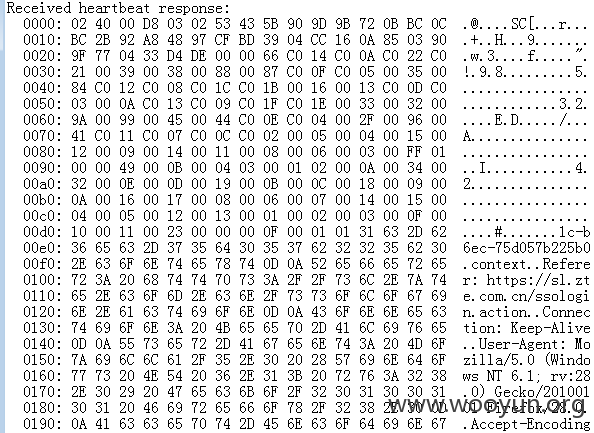 Received heartbeat response:
0000: 02 40 00 D8 03 02 53 43 5B 90 9D 9B 72 0B BC 0C .@....SC[...r...
0010: BC 2B 92 A8 48 97 CF BD 39 04 CC 16 0A 85 03 90 .+..H...9.......
0020: 9F 77 04 33 D4 DE 00 00 66 C0 14 C0 0A C0 22 C0 .w.3....f.....".
0030: 21 00 39 00 38 00 88 00 87 C0 0F C0 05 00 35 00 !.9.8.........5.
0040: 84 C0 12 C0 08 C0 1C C0 1B 00 16 00 13 C0 0D C0 ................
0050: 03 00 0A C0 13 C0 09 C0 1F C0 1E 00 33 00 32 00 ............3.2.
0060: 9A 00 99 00 45 00 44 C0 0E C0 04 00 2F 00 96 00 ....E.D...../...
0070: 41 C0 11 C0 07 C0 0C C0 02 00 05 00 04 00 15 00 A...............
0080: 12 00 09 00 14 00 11 00 08 00 06 00 03 00 FF 01 ................
0090: 00 00 49 00 0B 00 04 03 00 01 02 00 0A 00 34 00 ..I...........4.
00a0: 32 00 0E 00 0D 00 19 00 0B 00 0C 00 18 00 09 00 2...............
00b0: 0A 00 16 00 17 00 08 00 06 00 07 00 14 00 15 00 ................
00c0: 04 00 05 00 12 00 13 00 01 00 02 00 03 00 0F 00 ................
00d0: 10 00 11 00 23 00 00 00 0F 00 01 01 31 63 2D 62 ....#.......1c-b
00e0: 36 65 63 2D 37 35 64 30 35 37 62 32 32 35 62 30 6ec-75d057b225b0
00f0: 2E 63 6F 6E 74 65 78 74 0D 0A 52 65 66 65 72 65 .context..Refere
0100: 72 3A 20 68 74 74 70 73 3A 2F 2F 73 6C 2E 7A 74 r: https://sl.zt
0110: 65 2E 63 6F 6D 2E 63 6E 2F 73 73 6F 6C 6F 67 69 e.com.cn/ssologi
0120: 6E 2E 61 63 74 69 6F 6E 0D 0A 43 6F 6E 6E 65 63 n.action..Connec
0130: 74 69 6F 6E 3A 20 4B 65 65 70 2D 41 6C 69 76 65 tion: Keep-Alive
0140: 0D 0A 55 73 65 72 2D 41 67 65 6E 74 3A 20 4D 6F ..User-Agent: Mo
0150: 7A 69 6C 6C 61 2F 35 2E 30 20 28 57 69 6E 64 6F zilla/5.0 (Windo
0160: 77 73 20 4E 54 20 36 2E 31 3B 20 72 76 3A 32 38 ws NT 6.1; rv:28
0170: 2E 30 29 20 47 65 63 6B 6F 2F 32 30 31 30 30 31 .0) Gecko/201001
0180: 30 31 20 46 69 72 65 66 6F 78 2F 32 38 2E 30 0D 01 Firefox/28.0.
0190: 0A 41 63 63 65 70 74 2D 45 6E 63 6F 64 69 6E 67 .Accept-Encoding
www.wooyun.org